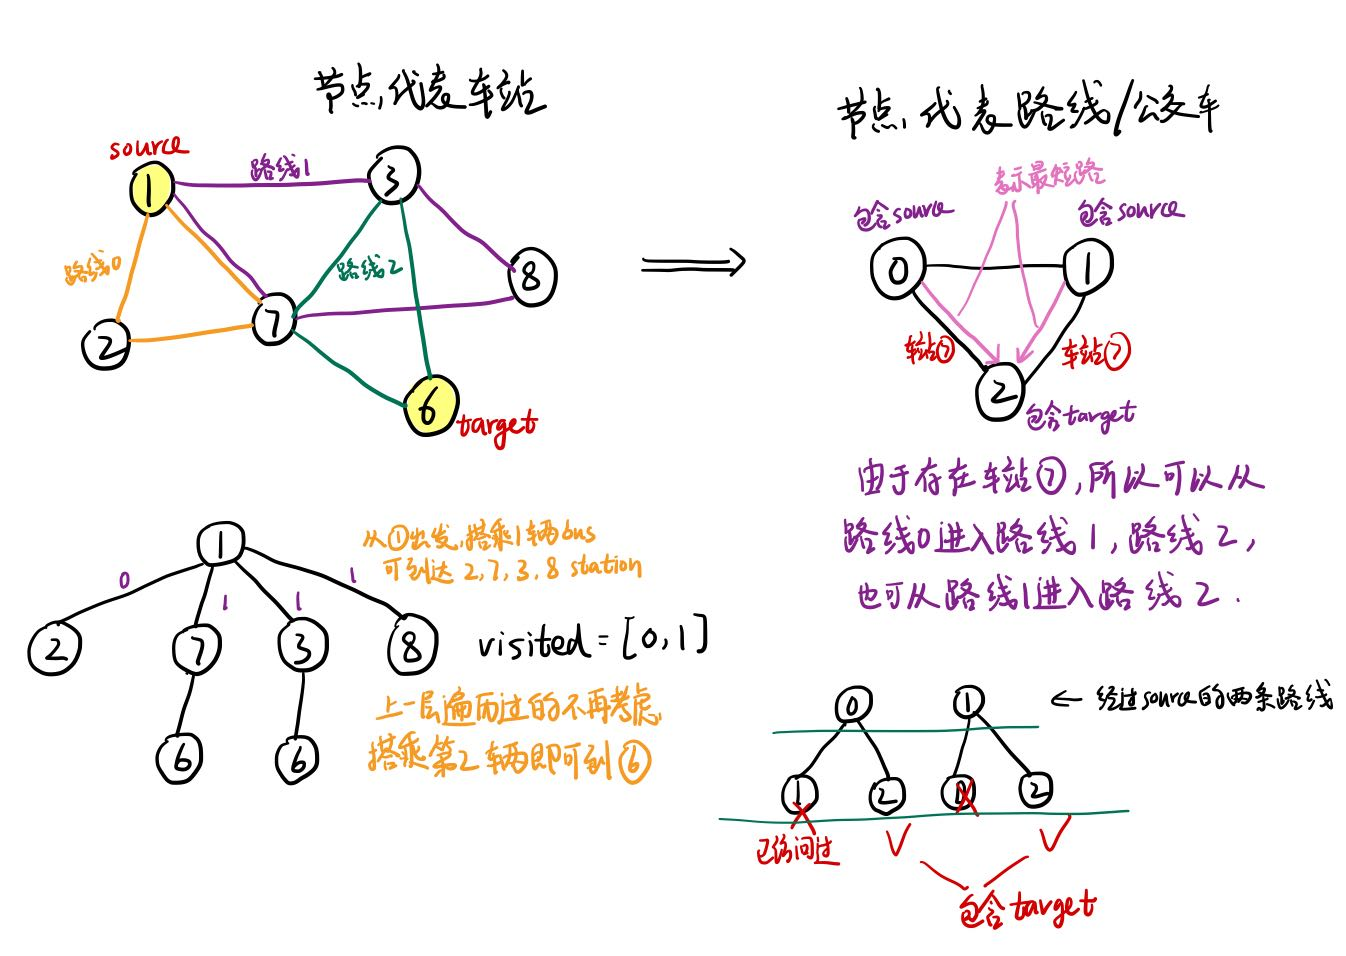 节点代表车站
source
1
路线1
3
路线0
路线2
8
7
2
6
target
节点代表路线/公交车
表示最短路
包含source
包含source
0
1
车站⑦
车站⑦
2
包含target
由于存在车站⑦,所以可以从
路线0进入路线1,路线2,
也可从路线1进入路线2.
1
从①出发,搭乘1辆bus
可到达2,7,3,8 station
0
1
1
1
2
7
3
8
visited=[0,1]
上一层遍历过的不再考虑,
搭乘第2辆即可到⑥
6
6
0
1
← 经过source的两条路线
1
2
2
已经问过
包含target